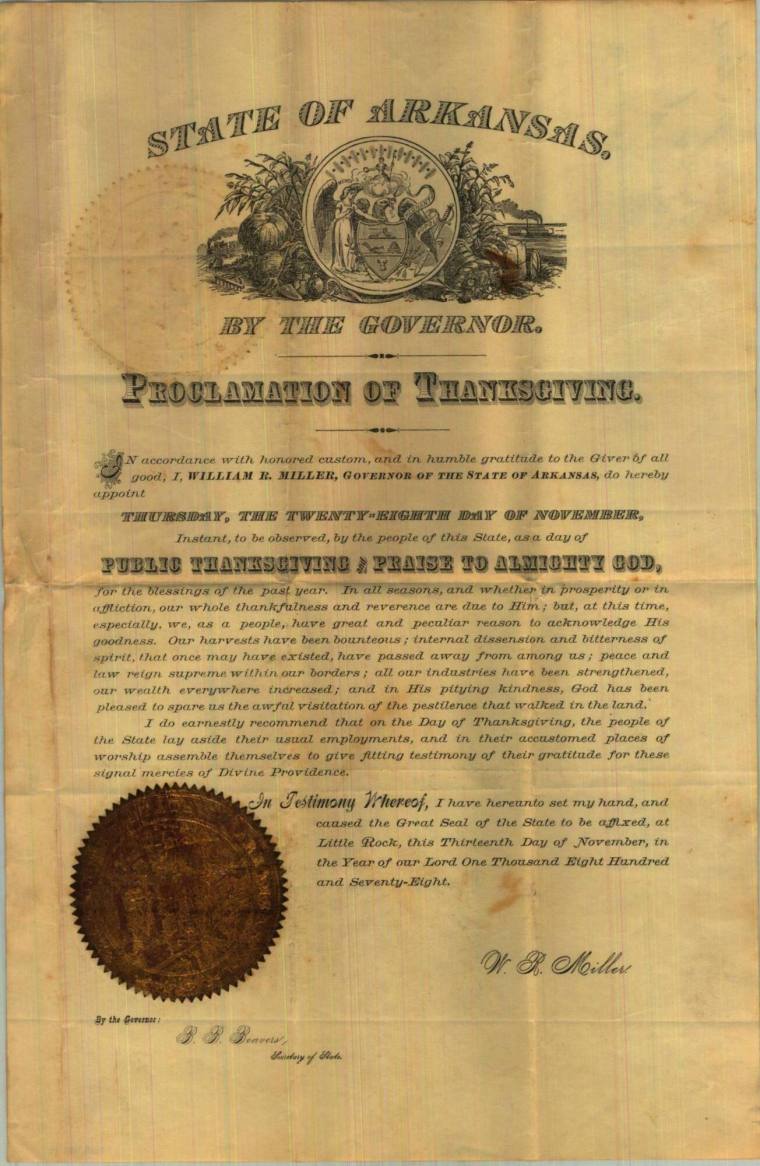 STATE OF ARKANSAS.
BY THE GOVERNOR.
PROCLAMATION OF THANKSGIVING.
IN accordance with honored custom, and in humble gratitude to the Giver of all
good, I, WILLIAM R. MILLER, GOVERNOR OF THE STATE OF ARKANSAS, do hereby
appoint
THURSDAY, THE TWENTY-EIGHTH DAY OF NOVEMBER,
Instant, to be observed, by the people of this State, as a day of
PUBLIC THANKSGIVING and PRAISE TO ALMIGHTY GOD,
for the blessings of the past year. In all seasons, and whether in prosperity or in
affliction, our whole thankfulness and reverence are due to Him; but, at this time,
especially, we, as a people, have great and peculiar reason to acknowledge His
goodness. Our harvests have been bounteous; internal dissension and bitterness of
spirit, that once may have existed, have passed away from among us; peace and
law reign supreme within our borders; all our industries have been strengthened,
our wealth everywhere increased; and in His pitying kindness, God has been
pleased to spare us the awful visitation of the pestilence that walked in the land.
I do earnestly recommend that on the Day of Thanksgiving, the people of
the State lay aside their usual employments, and in their accustomed places of
worship assemble themselves to give fitting testimony of their gratitude for these
signal mercies of Divine Providence.
In Testimony Whereof, I have hereunto set my hand, and
caused the Great Seal of the State to be affixed, at
Little Rock, this Thirteenth Day of November, in
the Year of our Lord One Thousand Eight Hundred
and Seventy-Eight.
W. R. Miller
By the Governor:
B. B. Beavers,
Secretary of State.